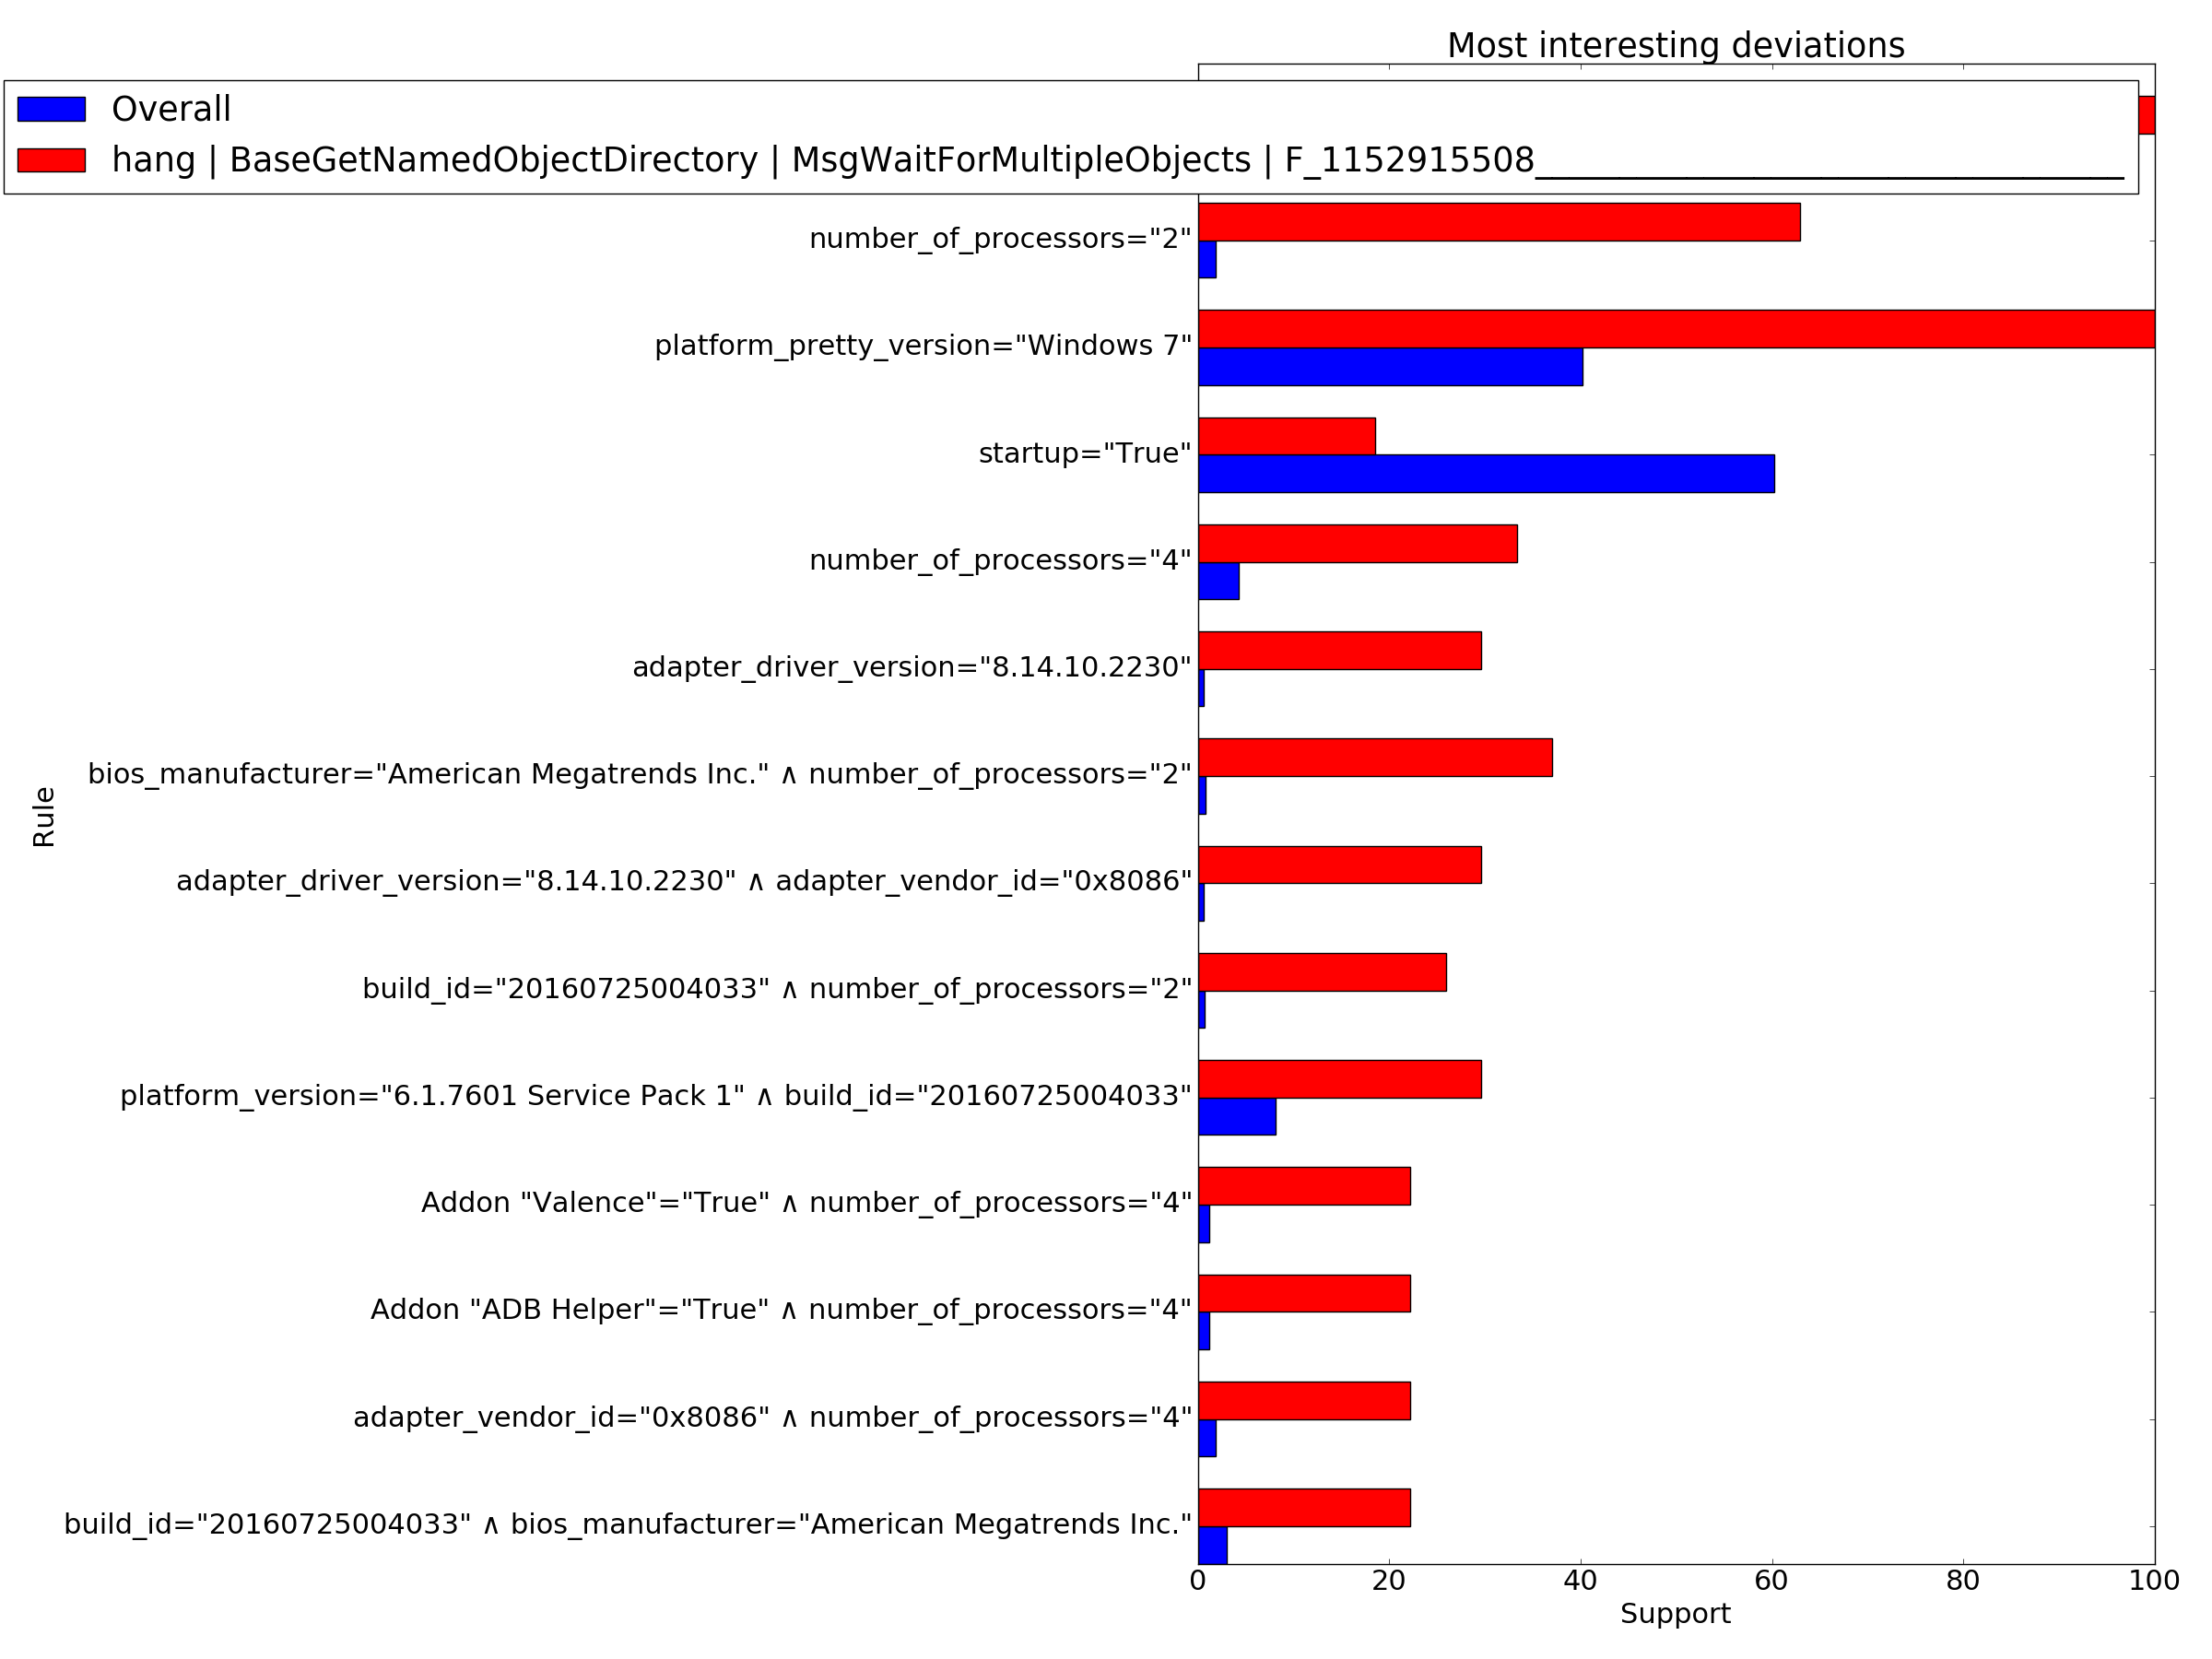 Most interesting deviations
Overall
hang | BaseGetNamedObjectDirectory | MsgWaitForMultipleObjects | F_1152915508___________________________________
number_of_processors="2"
platform_pretty_version="Windows 7"
startup="True"
number_of_processors="4"
adapter_driver_version="8.14.10.2230"
bios_manufacturer="American Megatrends Inc." ∧ number_of_processors="2"
adapter_driver_version="8.14.10.2230" ∧ adapter_vendor_id="0x8086"
build_id="20160725004033" ∧ number_of_processors="2"
platform_version="6.1.7601 Service Pack 1" ∧ build_id="20160725004033"
Addon "Valence"="True" ∧ number_of_processors="4"
Addon "ADB Helper"="True" ∧ number_of_processors="4"
adapter_vendor_id="0x8086" ∧ number_of_processors="4"
build_id="20160725004033" ∧ bios_manufacturer="American Megatrends Inc."
Rule
0 20 40 60 80 100
Support